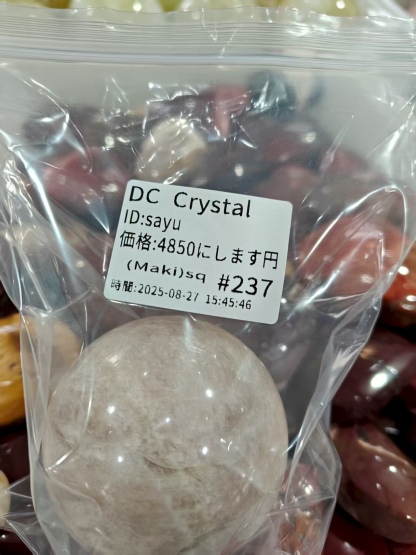 DC Crystal
ID:sayu
価格:4850にします円
(Maki)sq #237
時間:2025-08-27 15:45:46